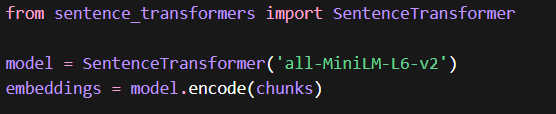 from sentence_transformers import SentenceTransformer
model = SentenceTransformer('all-MiniLM-L6-v2')
embeddings = model.encode(chunks)